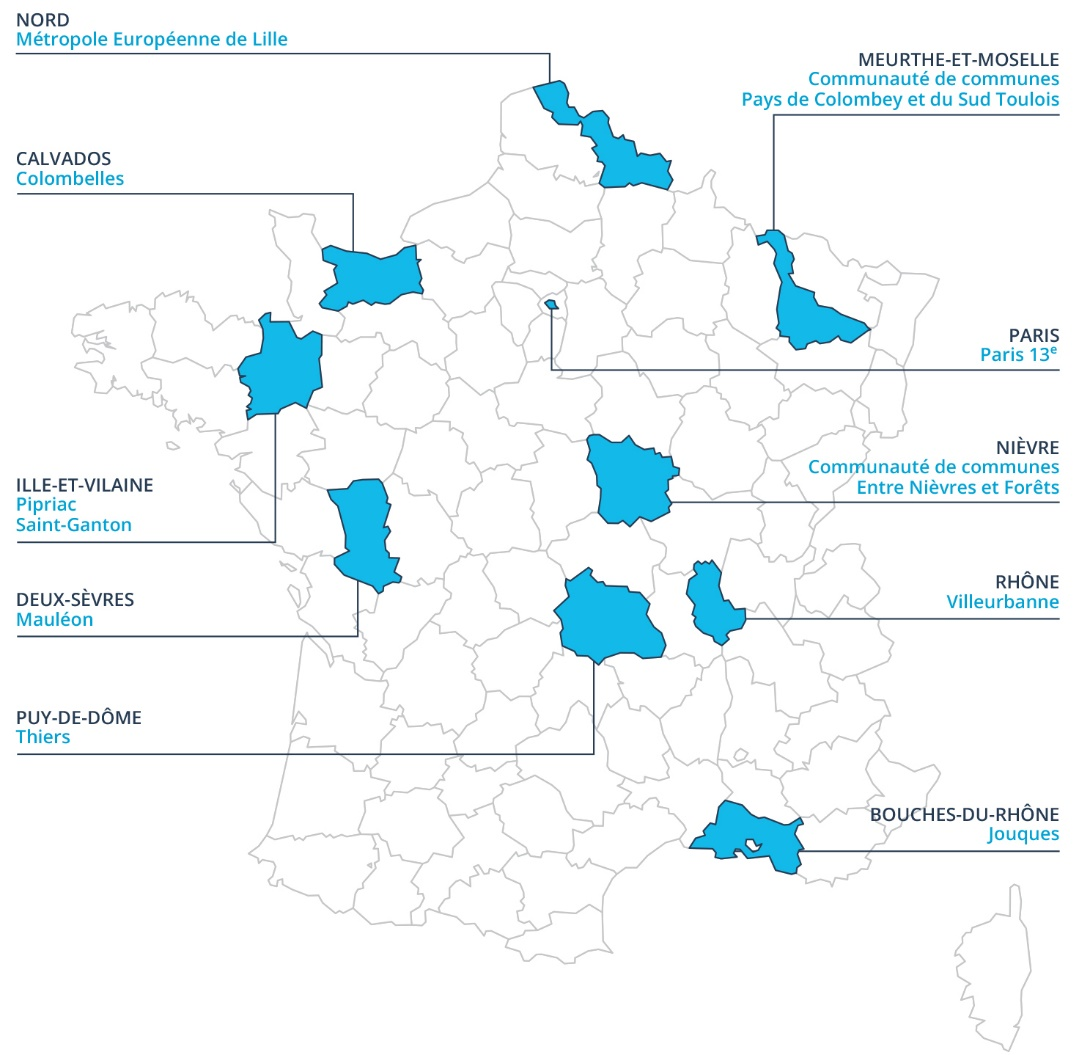 NORD
Métropole Européenne de Lille
MEURTHE-ET-MOSELLE
Communauté de communes
Pays de Colombey et du Sud Toulois
CALVADOS
Colombelles
PARIS
Paris 13e
NIÈVRE
Communauté de communes
Entre Nièvres et Forêts
ILLE-ET-VILAINE
Pipriac
Saint-Ganton
RHÔNE
Villeurbanne
DEUX-SÈVRES
Mauléon
PUY-DE-DÔME
Thiers
BOUCHES-DU-RHÔNE
Jouques